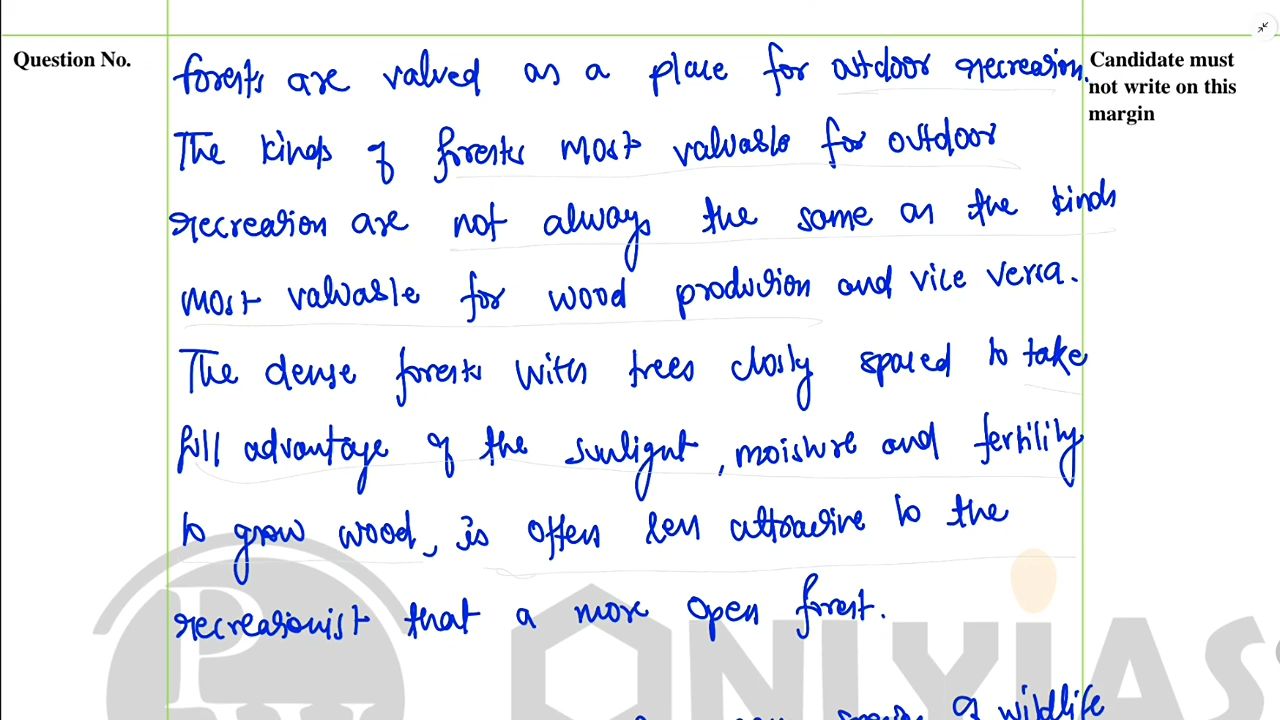 Question No.
Candidate must
not write on this
margin
forests are valued as a place for outdoor recreation.
The kinds of forests most valuable for outdoor
recreation are not always the same as the kinds
most valuable for wood production and vice versa.
The dense forests with trees closly spaced to take
full advantage of the sunlight, moisture and fertility
to grow wood, is often less attractive to the
recreationist that a more open forest.
PW ONLYIAS
of wildlife